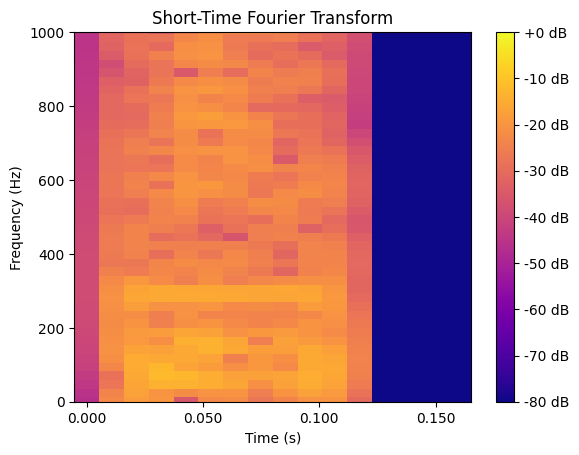 Short-Time Fourier Transform
1000
800
600
400
200
0
Frequency (Hz)
0.000
0.050
0.100
0.150
Time (s)
+0 dB
-10 dB
-20 dB
-30 dB
-40 dB
-50 dB
-60 dB
-70 dB
-80 dB